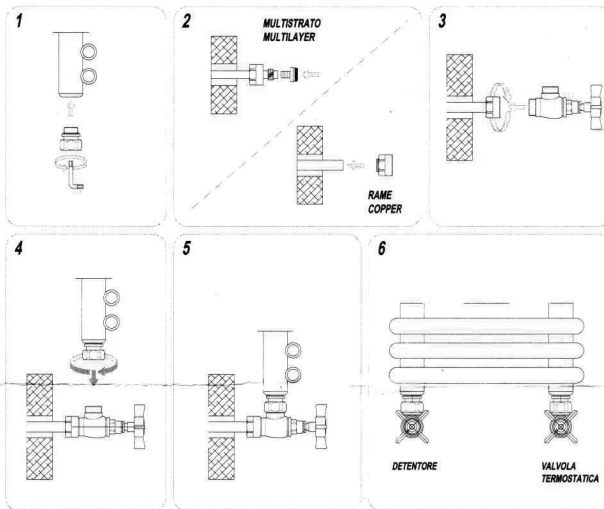 1
2
MULTISTRATO
MULTILAYER
RAME
COPPER
3
4
5
6
DETENTORE
VALVOLA
TERMOSTATICA